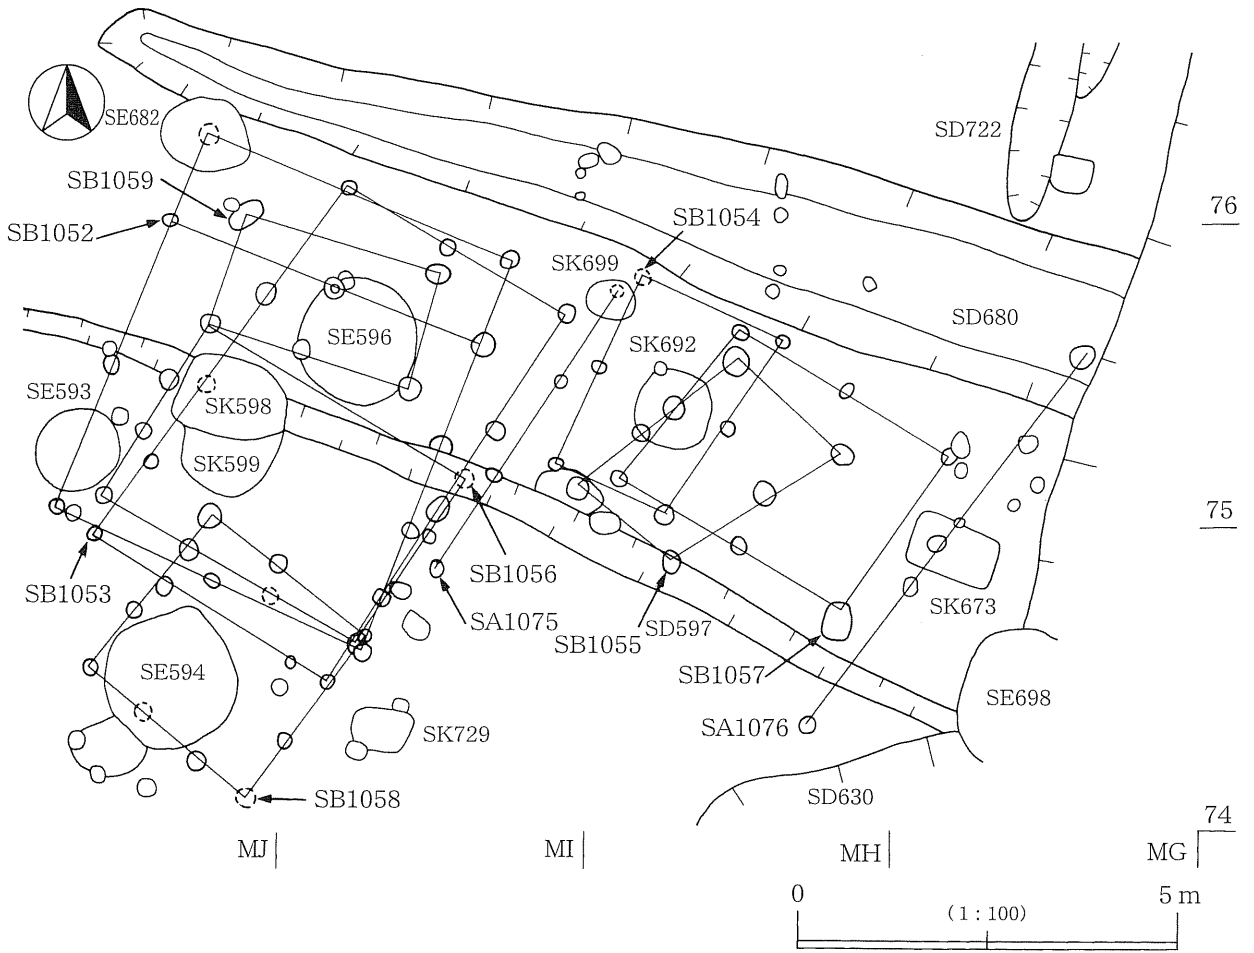 SE682
SD722
SB1059
76
SB1054
SB1052
SK699
SD680
SE596
SK692
SE593
SK598
SK599
75
SB1056
SB1053
SK673
SA1075
SB1055
SD597
SE594
SB1057
SE698
SA1076
SK729
SB1058
SD630
74
MJ
MI
MH
MG
0
5 m
(1:100)